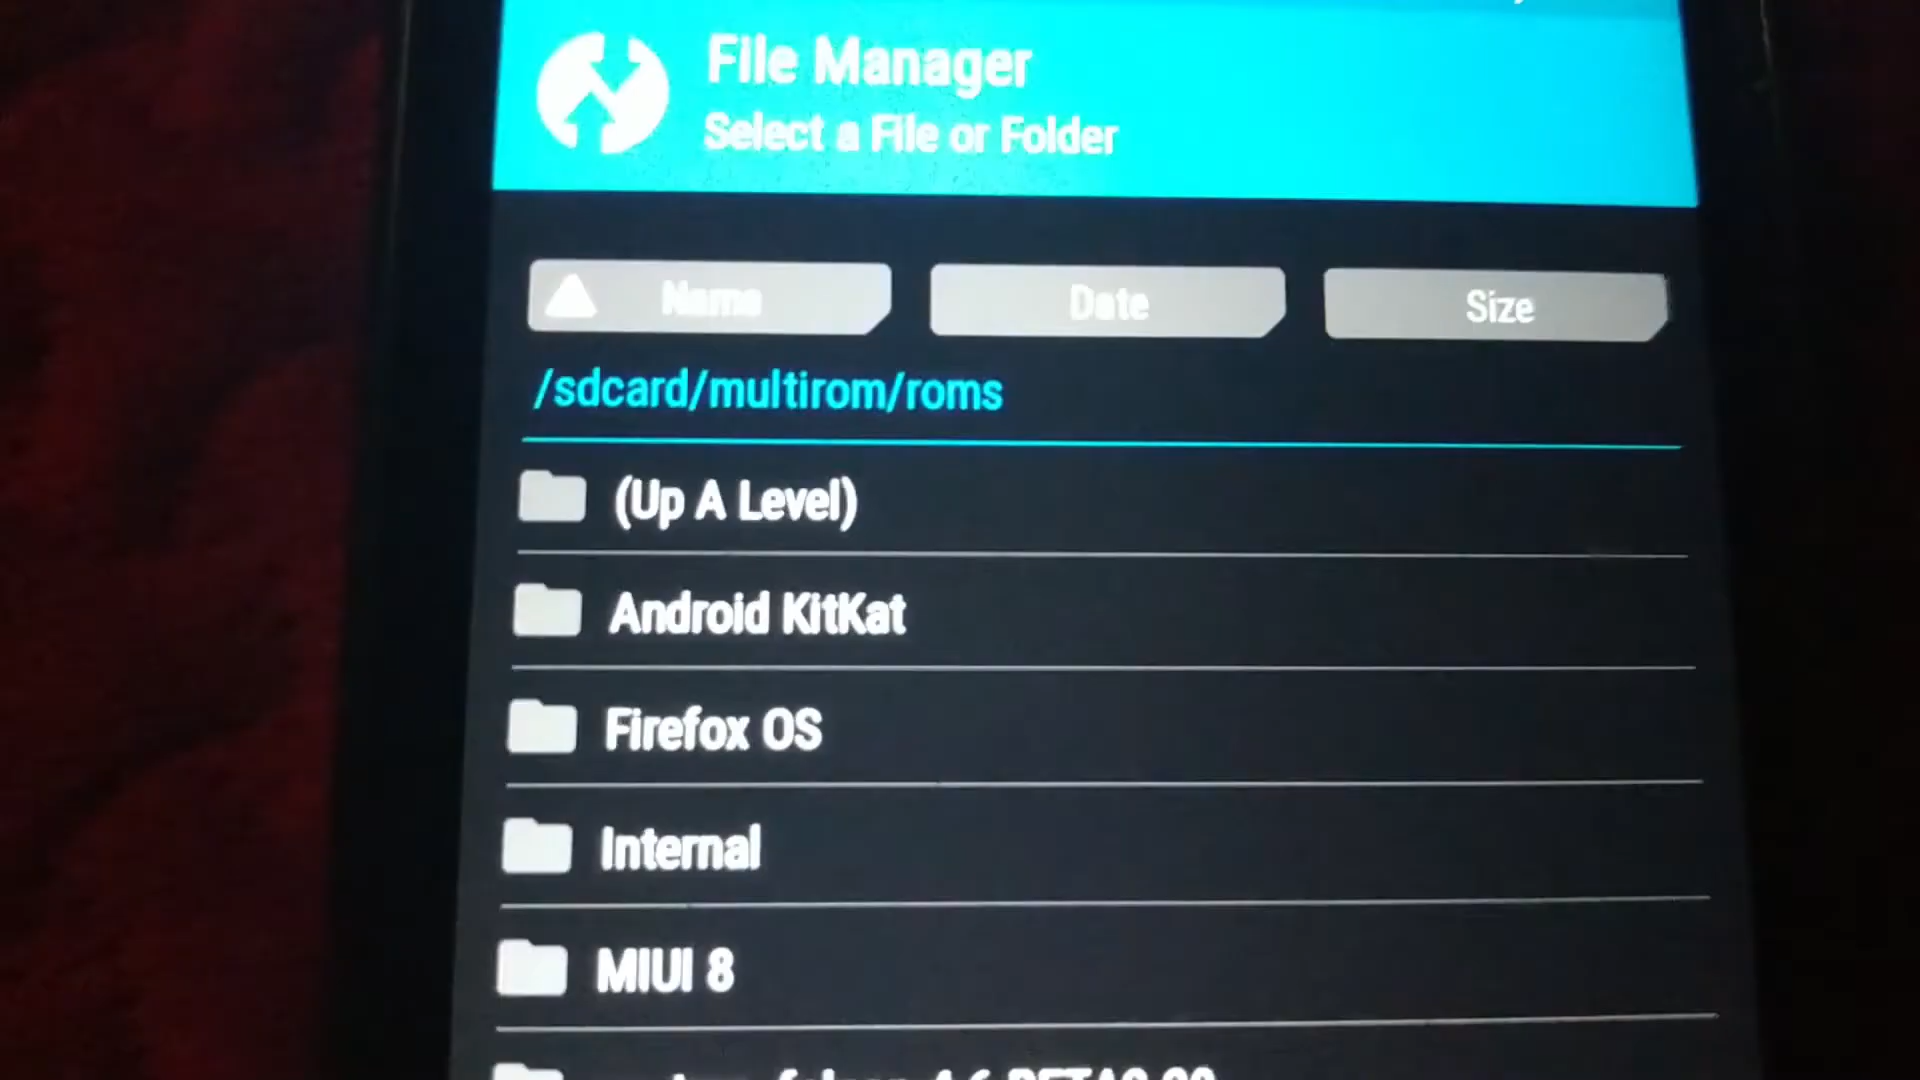 File Manager
Select a File or Folder
Name Date Size
/sdcard/multirom/roms
(Up A Level)
Android KitKat
Firefox OS
Internal
MIUI 8